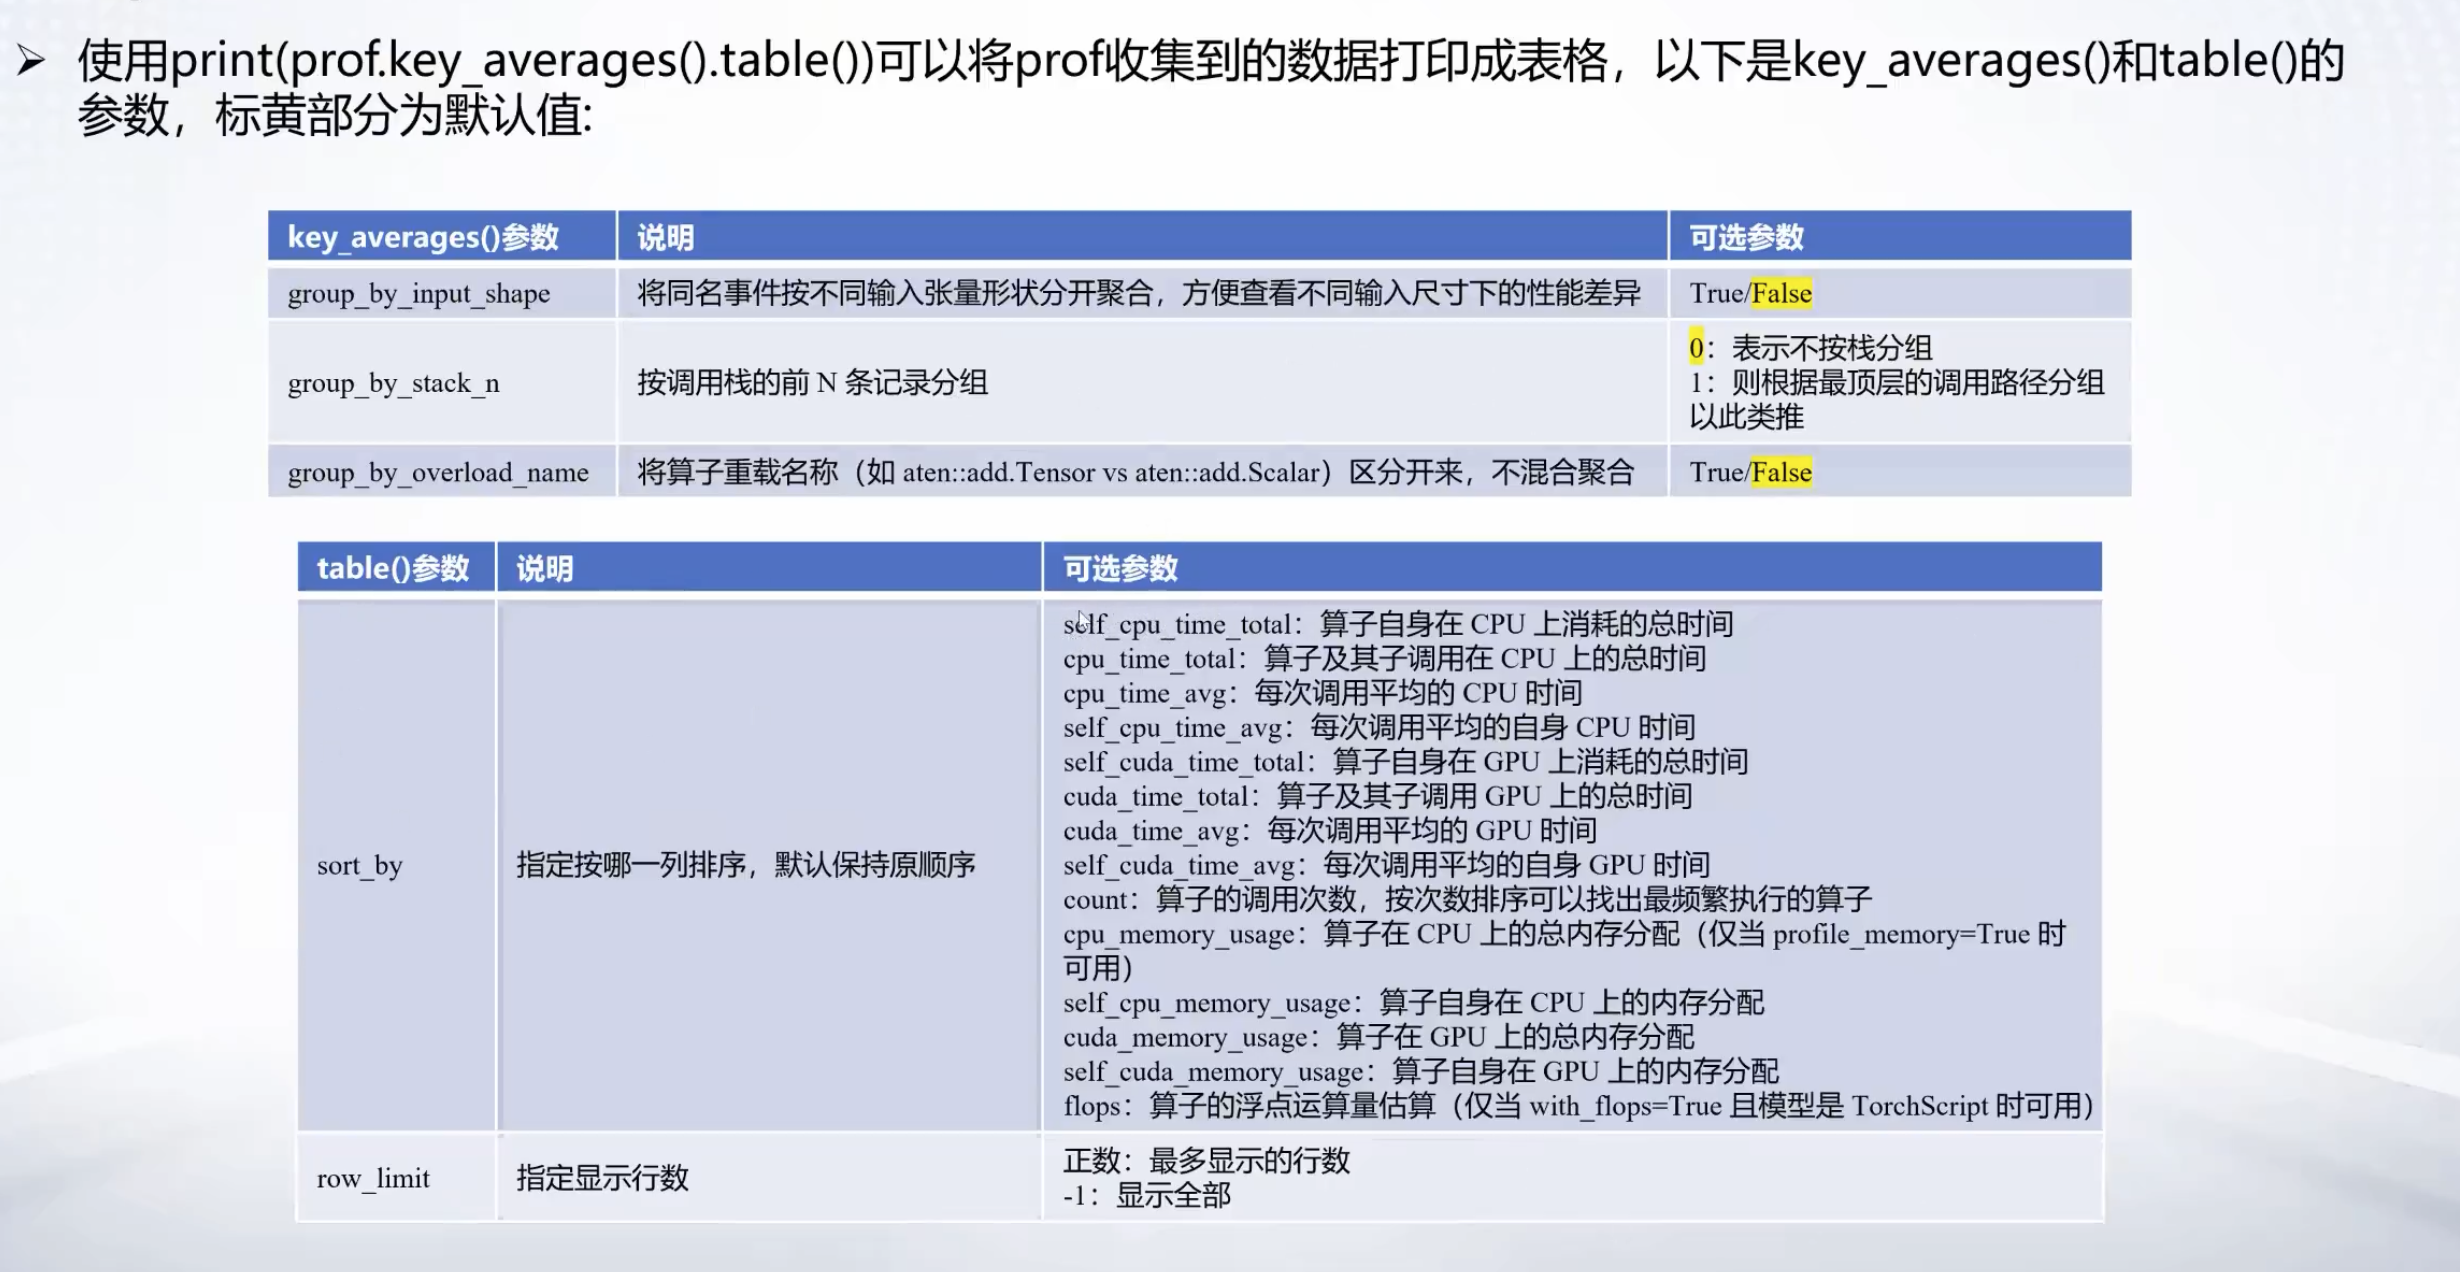 ➢ 使用print(prof.key_averages().table())可以将prof收集到的数据打印成表格，以下是key_averages()和table()的
参数，标黄部分为默认值:
key_averages()参数 说明 可选参数
group_by_input_shape 将同名事件按不同输入张量形状分开聚合，方便查看不同输入尺寸下的性能差异 True/False
group_by_stack_n 按调用栈的前 N 条记录分组
0：表示不按栈分组
1：则根据最顶层的调用路径分组
以此类推
group_by_overload_name 将算子重载名称（如 aten::add.Tensor vs aten::add.Scalar）区分开来，不混合聚合 True/False
table()参数 说明 可选参数
sort_by 指定按哪一列排序，默认保持原顺序
self_cpu_time_total：算子自身在 CPU 上消耗的总时间
cpu_time_total：算子及其子调用在 CPU 上的总时间
cpu_time_avg：每次调用平均的 CPU 时间
self_cpu_time_avg：每次调用平均的自身 CPU 时间
self_cuda_time_total：算子自身在 GPU 上消耗的总时间
cuda_time_total：算子及其子调用 GPU 上的总时间
cuda_time_avg：每次调用平均的 GPU 时间
self_cuda_time_avg：每次调用平均的自身 GPU 时间
count：算子的调用次数，按次数排序可以找出最频繁执行的算子
cpu_memory_usage：算子在 CPU 上的总内存分配（仅当 profile_memory=True 时
可用）
self_cpu_memory_usage：算子自身在 CPU 上的内存分配
cuda_memory_usage：算子在 GPU 上的总内存分配
self_cuda_memory_usage：算子自身在 GPU 上的内存分配
flops：算子的浮点运算量估算（仅当 with_flops=True 且模型是 TorchScript 时可用）
row_limit 指定显示行数
正数：最多显示的行数
-1：显示全部